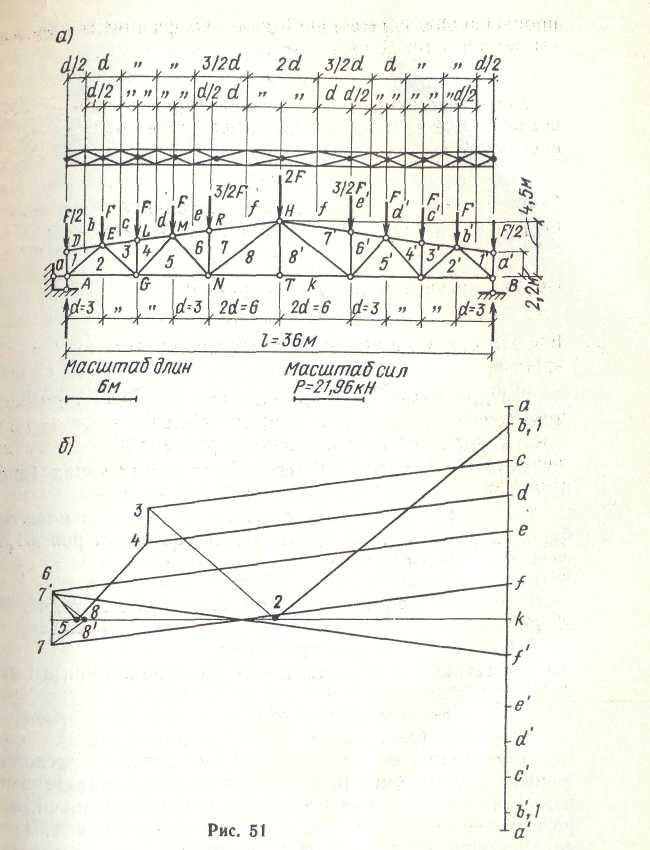 а)
d/2 d „ „ 3/2d 2d 3/2d d „ „ d/2
d/2 „ „ „ „ d/2 d „ „ d d/2 „ „ „ „ „ d/2
F/2 b F c F d F e 3/2F f 2F f 3/2F e' F d' F c' F b' F/2
D E L M R H
a 1 2 3 4 5 6 7 8 8' 7' 6' 5' 4' 3' 2' 1' a'
A G N T k B
4,5м
2,2м
d=3 „ „ d=3 2d=6 2d=6 d=3 „ „ d=3
l=36м
Масштаб длин
6м
Масштаб сил
P=21,96кН
б)
a
b,1
c
3
d
4
e
6
7'
f
2
8
k
5
8'
7
f'
e'
d'
c'
b',1
a'
Рис. 51